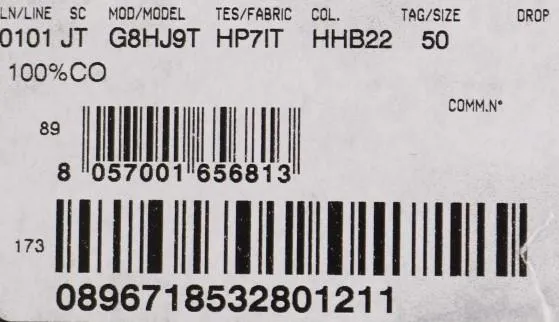 LN/LINE SC MOD/MODEL TES/FABRIC COL. TAG/SIZE DROP
0101 JT G8HJ9T HP7IT HHB22 50
100%CO
COMM.N°
89
8 057001 656813
173
0896718532801211